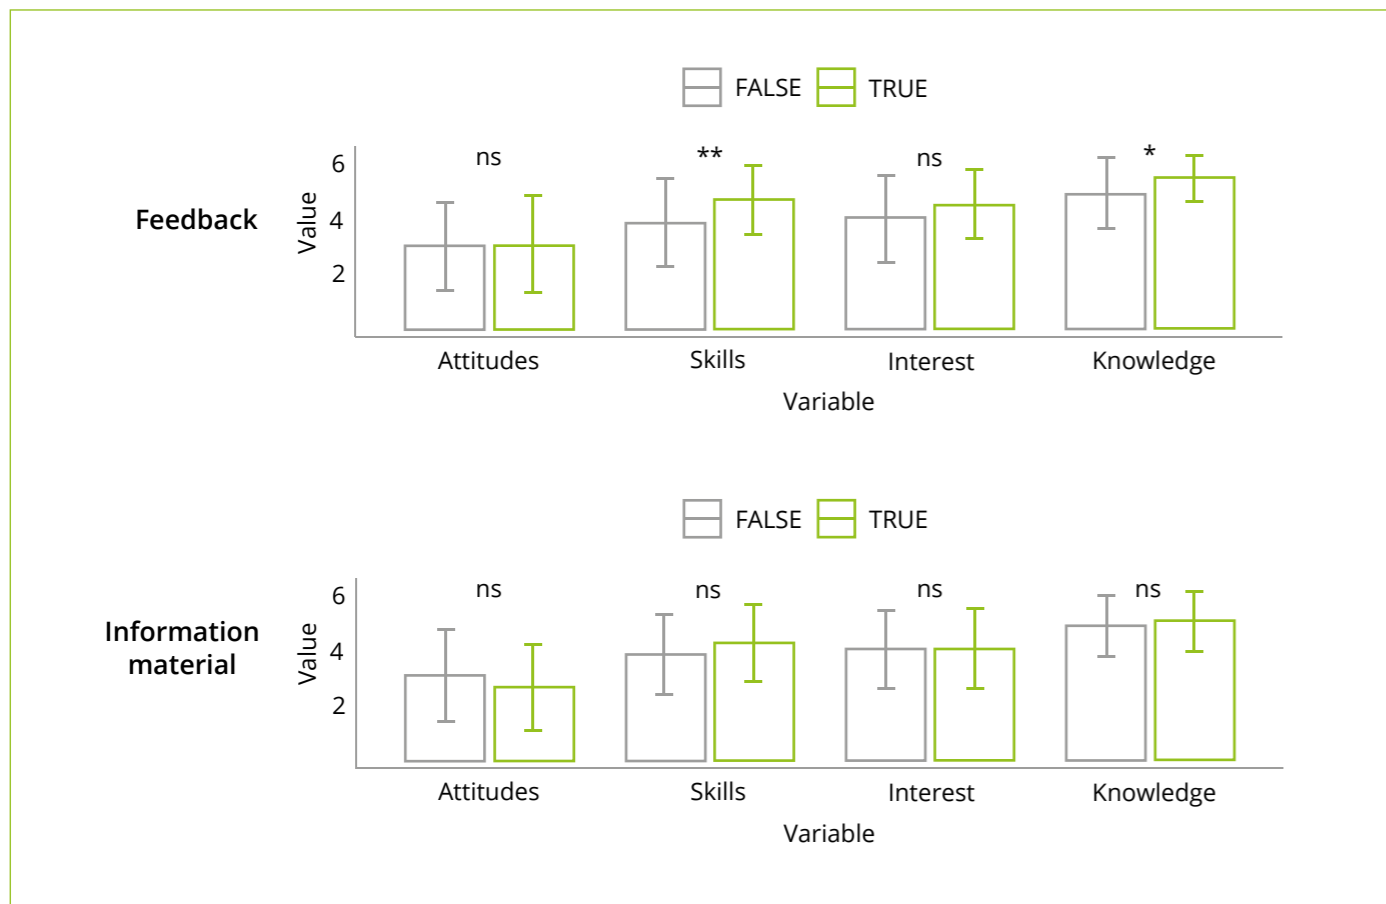 FALSE TRUE
Feedback
Value
6
4
2
ns
**
ns
*
Attitudes Skills Interest Knowledge
Variable
FALSE TRUE
Information
material
Value
6
4
2
ns
ns
ns
ns
Attitudes Skills Interest Knowledge
Variable